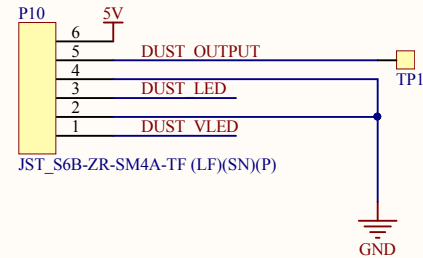 P10
5V
6
5 DUST_OUTPUT
4
TP1
3 DUST_LED
2
1 DUST_VLED
JST_S6B-ZR-SM4A-TF (LF)(SN)(P)
GND